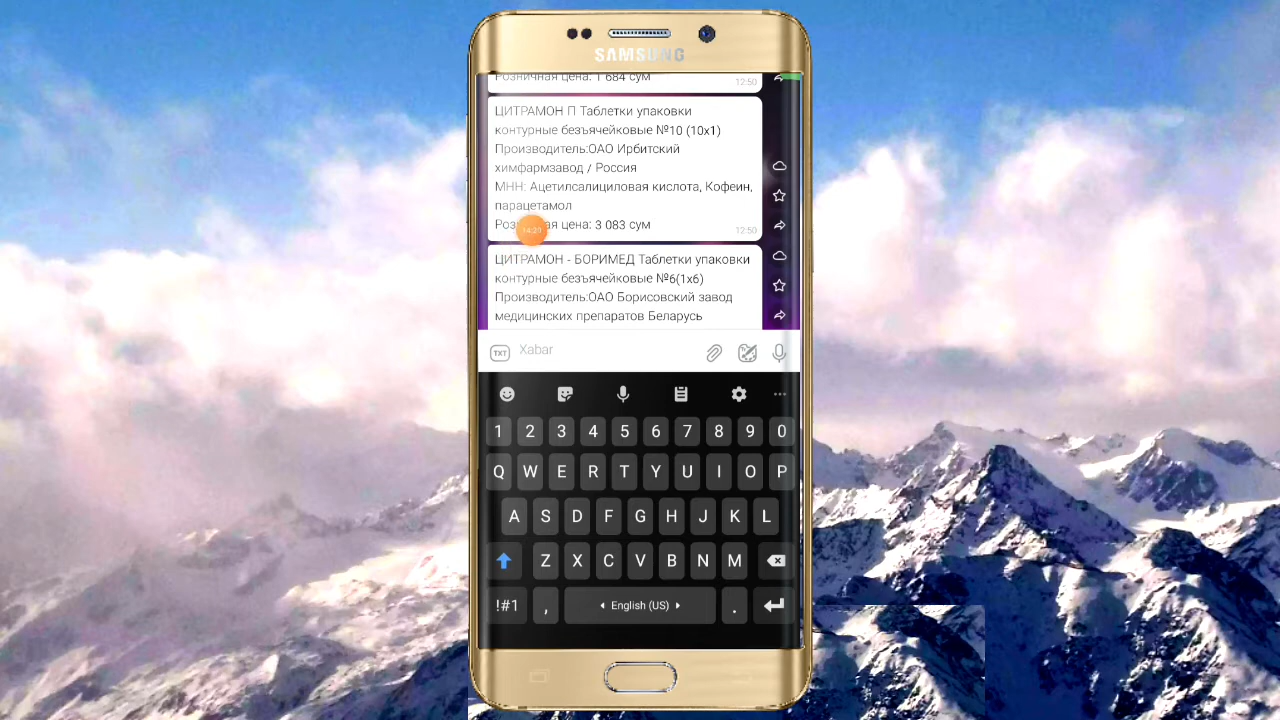 SAMSUNG
Розничная цена: 1 684 сум
12:50
ЦИТРАМОН П Таблетки упаковки
контурные безъячейковые №10 (10x1)
Производитель:ОАО Ирбитский
химфармзавод / Россия
МНН: Ацетилсалициловая кислота, Кофеин,
парацетамол
цена: 3 083 сум
12:50
14:20
ЦИТРАМОН - БОРИМЕД Таблетки упаковки
контурные безъячейковые №6(1x6)
Производитель:ОАО Борисовский завод
медицинских препаратов Беларусь
TXT Xabar
1 2 3 4 5 6 7 8 9 0
Q W E R T Y U I O P
A S D F G H J K L
Z X C V B N M
!#1 , English (US) .